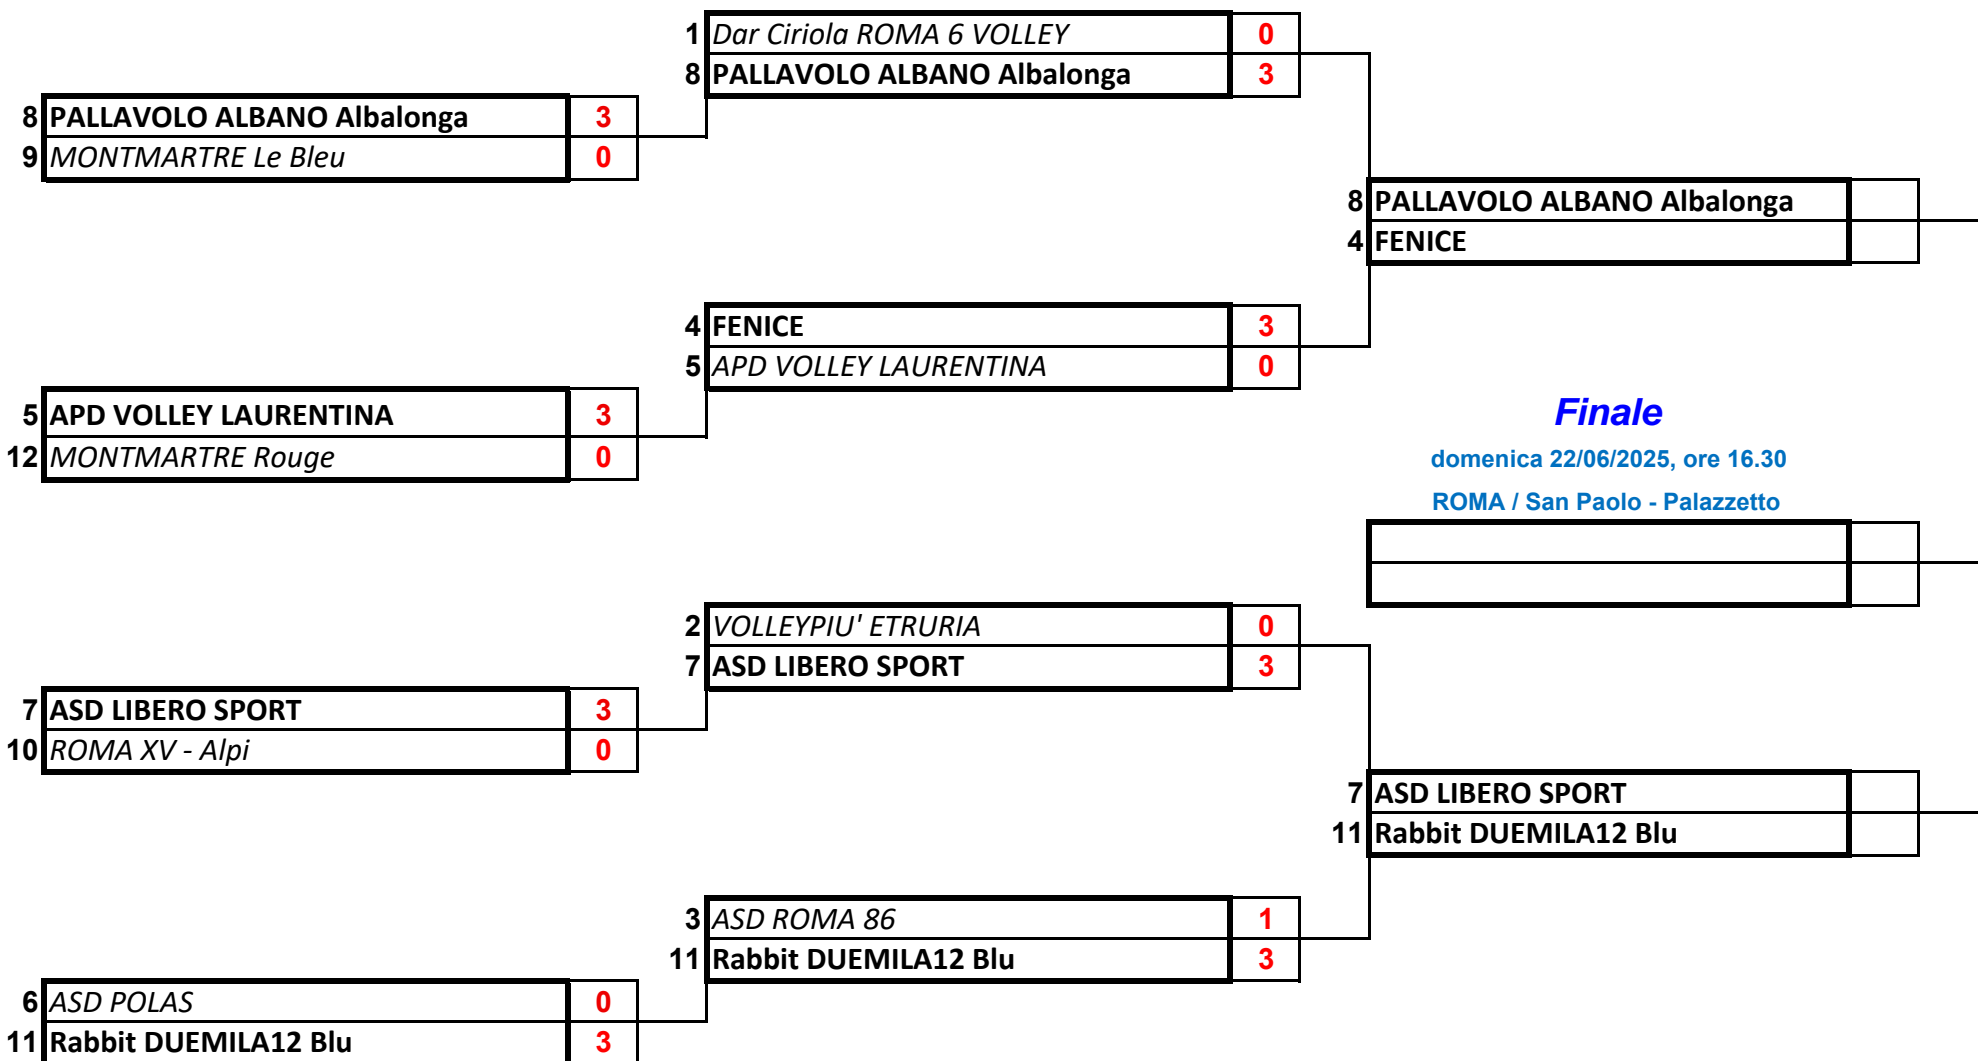 1 Dar Ciriola ROMA 6 VOLLEY 0
8 PALLAVOLO ALBANO Albalonga 3
8 PALLAVOLO ALBANO Albalonga 3
9 MONTMARTRE Le Bleu 0
8 PALLAVOLO ALBANO Albalonga
4 FENICE
4 FENICE 3
5 APD VOLLEY LAURENTINA 0
5 APD VOLLEY LAURENTINA 3
12 MONTMARTRE Rouge 0
Finale
domenica 22/06/2025, ore 16.30
ROMA / San Paolo - Palazzetto
2 VOLLEYPIU' ETRURIA 0
7 ASD LIBERO SPORT 3
7 ASD LIBERO SPORT 3
10 ROMA XV - Alpi 0
7 ASD LIBERO SPORT
11 Rabbit DUEMILA12 Blu
3 ASD ROMA 86 1
11 Rabbit DUEMILA12 Blu 3
6 ASD POLAS 0
11 Rabbit DUEMILA12 Blu 3